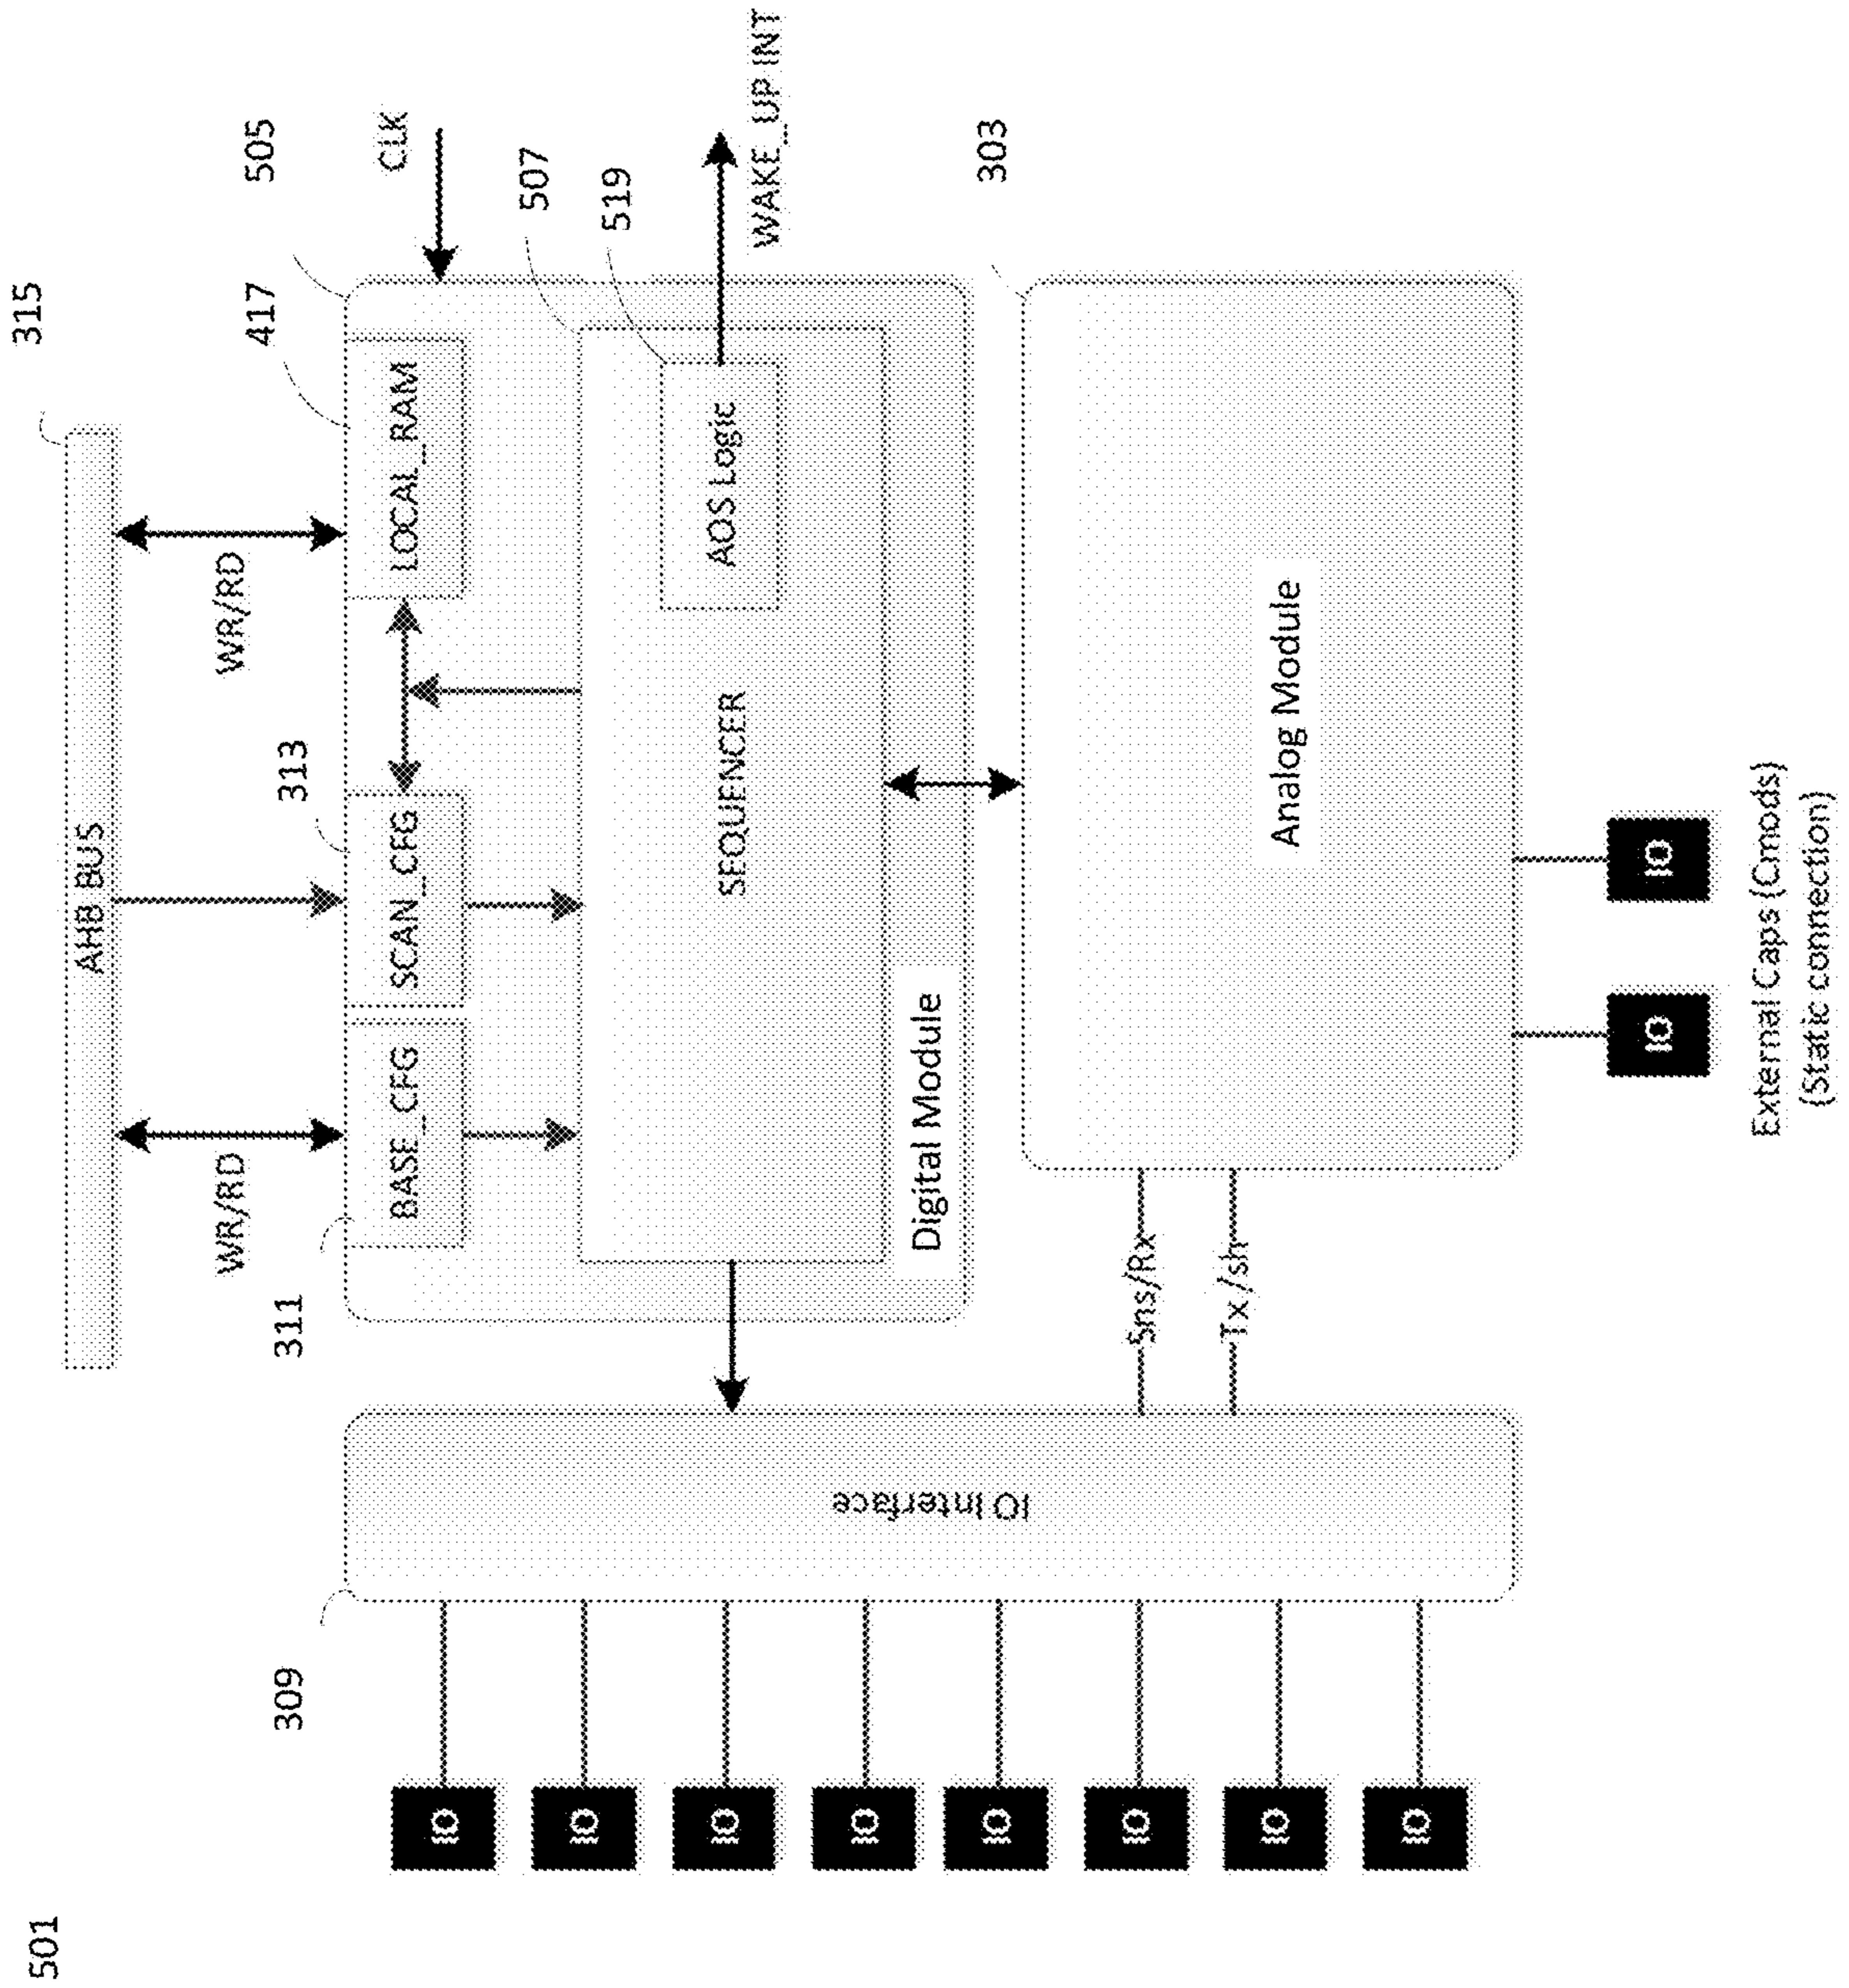 501
315
AHB BUS
WR/RD
WR/RD
311
313
417
505
BASE_CFG
SCAN_CFG
LOCAL_RAM
CLK
507
519
SEQUENCER
AOS Logic
WAKE_UP INT
Digital Module
303
309
IO Interface
IO
IO
IO
IO
IO
IO
IO
IO
Sns/Rx
Tx/sh
Analog Module
IO
IO
External Caps (Cmods)
(Static connection)